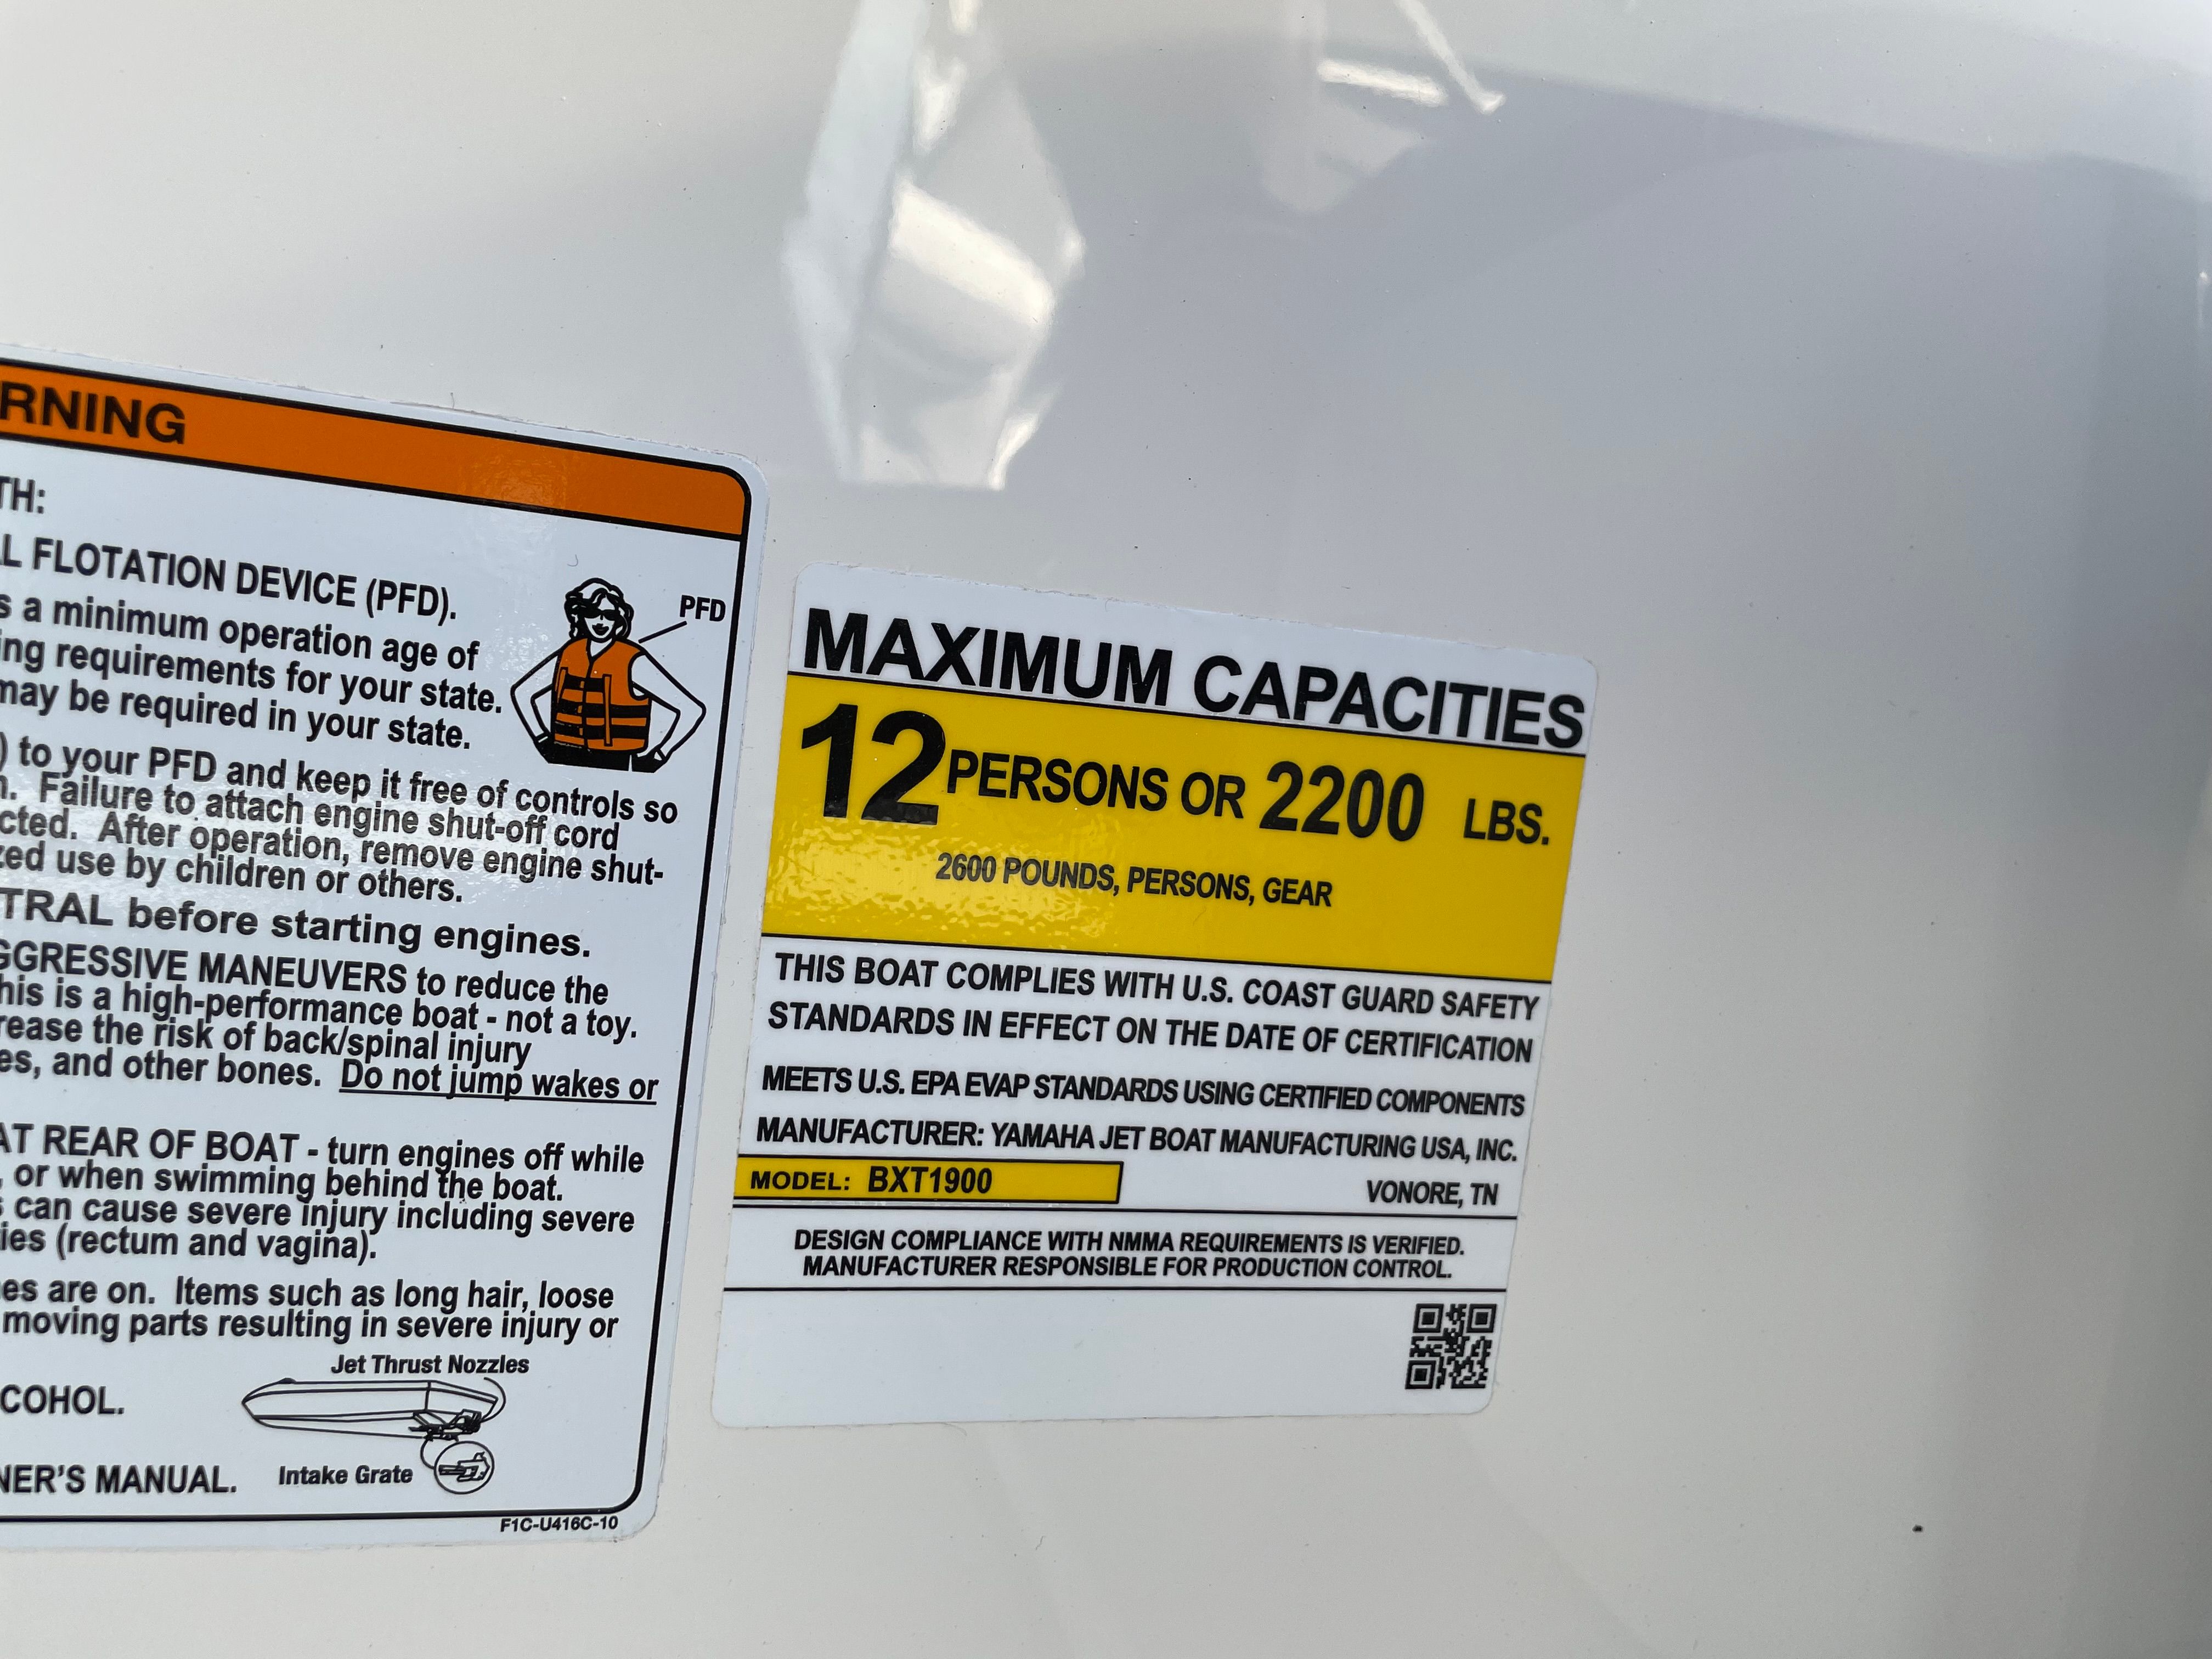 RNING
TH:
L FLOTATION DEVICE (PFD).
s a minimum operation age of
ing requirements for your state.
may be required in your state.
PFD
) to your PFD and keep it free of controls so
. Failure to attach engine shut-off cord
cted. After operation, remove engine shut-
zed use by children or others.
TRAL before starting engines.
GGRESSIVE MANEUVERS to reduce the
his is a high-performance boat - not a toy.
rease the risk of back/spinal injury
es, and other bones. Do not jump wakes or
AT REAR OF BOAT - turn engines off while
, or when swimming behind the boat.
s can cause severe injury including severe
ies (rectum and vagina).
es are on. Items such as long hair, loose
moving parts resulting in severe injury or
Jet Thrust Nozzles
COHOL.
NER'S MANUAL.
Intake Grate
F1C-U416C-10
MAXIMUM CAPACITIES
12 PERSONS OR 2200 LBS.
2600 POUNDS, PERSONS, GEAR
THIS BOAT COMPLIES WITH U.S. COAST GUARD SAFETY
STANDARDS IN EFFECT ON THE DATE OF CERTIFICATION
MEETS U.S. EPA EVAP STANDARDS USING CERTIFIED COMPONENTS
MANUFACTURER: YAMAHA JET BOAT MANUFACTURING USA, INC.
MODEL: BXT1900 VONORE, TN
DESIGN COMPLIANCE WITH NMMA REQUIREMENTS IS VERIFIED.
MANUFACTURER RESPONSIBLE FOR PRODUCTION CONTROL.